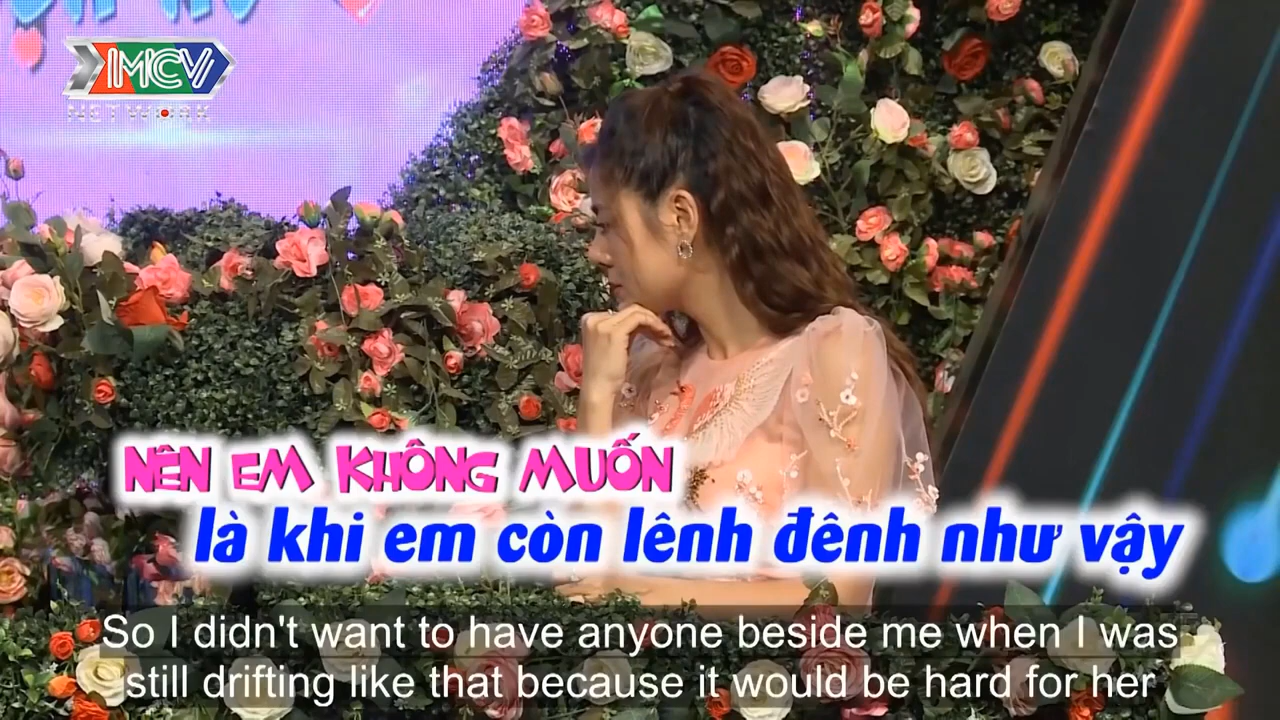 MCV
NETWORK
NÊN EM KHÔNG MUỐN
là khi em còn lênh đênh như vậy
So I didn't want to have anyone beside me when I was
still drifting like that because it would be hard for her